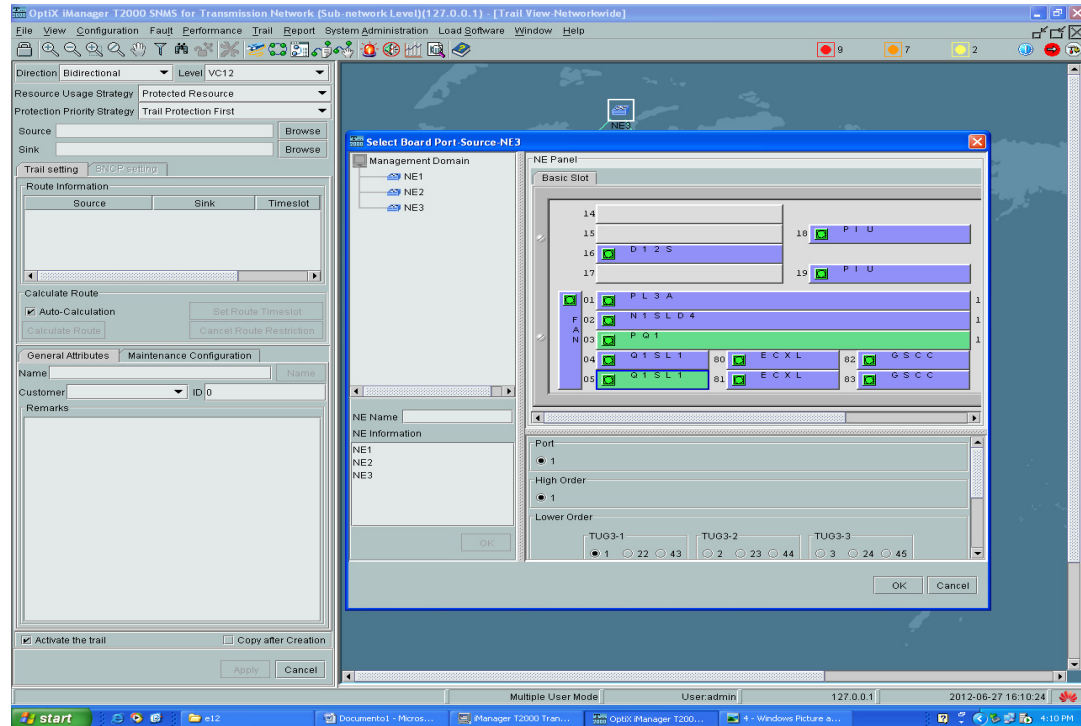 OptiX iManager T2000 SNMS for Transmission Network (Sub-network Level)(127.0.0.1) - [Trail View-Networkwide]
File View Configuration Fault Performance Trail Report System Administration Load Software Window Help
9 7 2
Direction Bidirectional Level VC12
Resource Usage Strategy Protected Resource
Protection Priority Strategy Trail Protection First
Source Browse
Sink Browse
Trail setting SNCP setting
Route Information
Source Sink Timeslot
Calculate Route
Auto-Calculation Set Route Timeslot
Calculate Route Cancel Route Restriction
General Attributes Maintenance Configuration
Name Name
Customer ID 0
Remarks
Activate the trail Copy after Creation
Apply Cancel
NE3
Select Board Port-Source-NE3
Management Domain
NE1
NE2
NE3
NE Name
NE Information
NE1
NE2
NE3
OK
NE Panel
Basic Slot
14
15
18 PIU
16 D12S
17
19 PIU
FAN
01 PL3A 1
02 N1SLD4 1
03 PQ1 1
04 Q1SL1 80 ECXL 82 GSCC
05 Q1SL1 81 ECXL 83 GSCC
Port
1
High Order
1
Lower Order
TUG3-1 TUG3-2 TUG3-3
1 22 43 2 23 44 3 24 45
OK Cancel
Multiple User Mode User:admin 127.0.0.1 2012-06-27 16:10:24
start e12 Documento1 - Micros... iManager T2000 Tran... OptiX iManager T200... 4 - Windows Picture a... 4:10 PM